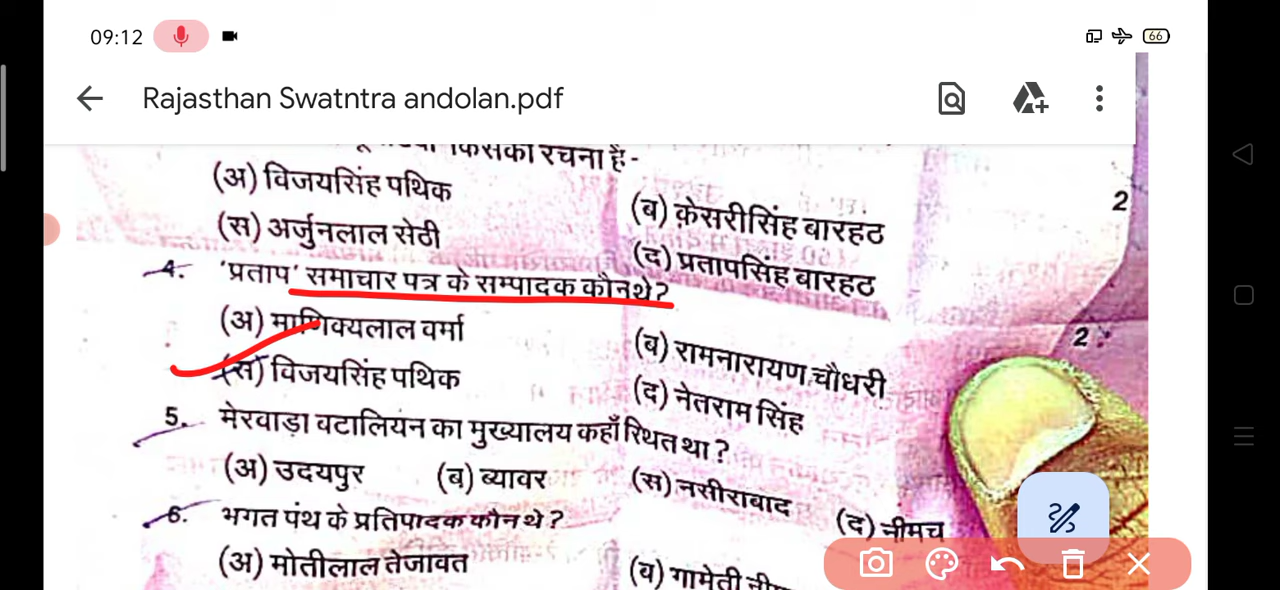 09:12
66
Rajasthan Swatntra andolan.pdf
किसकी रचना है-
(अ) विजयसिंह पथिक
(ब) केसरीसिंह बारहठ
(स) अर्जुनलाल सेठी
(द) प्रतापसिंह बारहठ
2
4. 'प्रताप' समाचार पत्र के सम्पादक कौन थे?
(अ) माणिक्यलाल वर्मा
(ब) रामनारायण चौधरी
2
(स) विजयसिंह पथिक
(द) नेतराम सिंह
5. मेरवाड़ा बटालियन का मुख्यालय कहाँ स्थित था?
(अ) उदयपुर (ब) ब्यावर (स) नसीराबाद (द) नीमच
6. भगत पंथ के प्रतिपादक कौन थे?
(अ) मोतीलाल तेजावत
(ब) गामेती